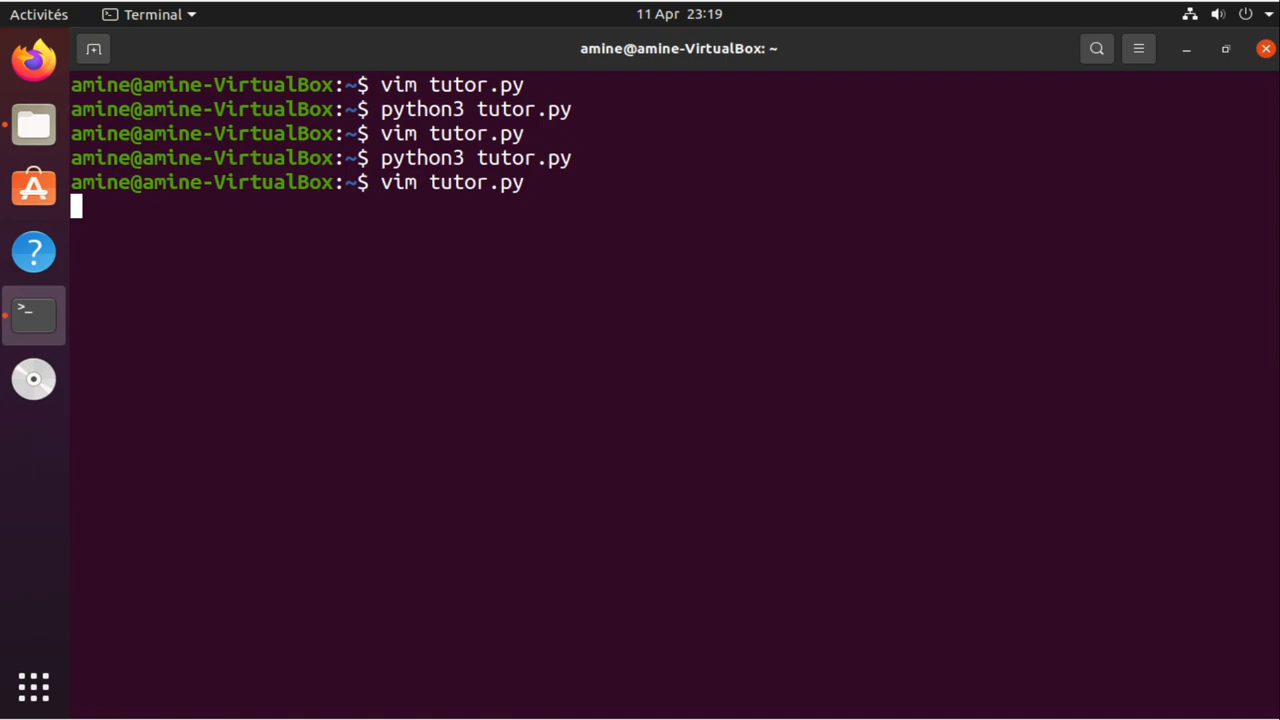 Activités
Terminal
11 Apr 23:19
amine@amine-VirtualBox: ~
amine@amine-VirtualBox:~$ vim tutor.py
amine@amine-VirtualBox:~$ python3 tutor.py
amine@amine-VirtualBox:~$ vim tutor.py
amine@amine-VirtualBox:~$ python3 tutor.py
amine@amine-VirtualBox:~$ vim tutor.py